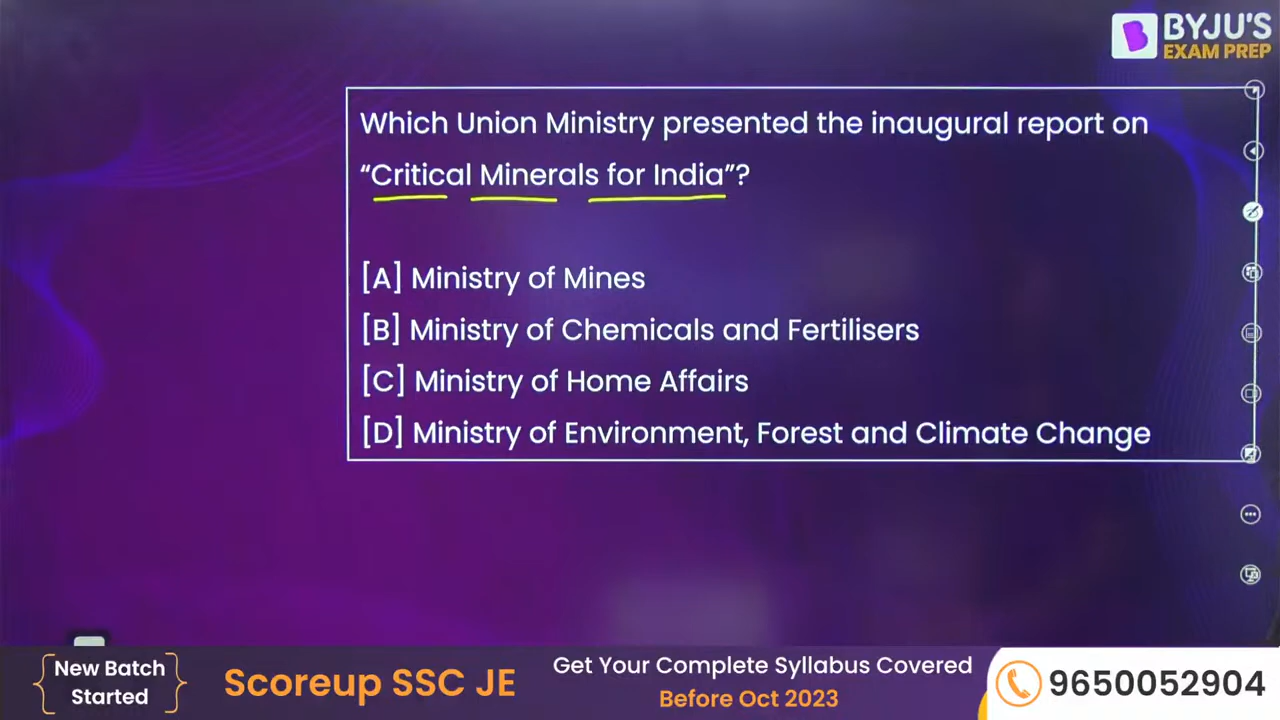 BYJU'S
EXAM PREP
Which Union Ministry presented the inaugural report on
“Critical Minerals for India”?
[A] Ministry of Mines
[B] Ministry of Chemicals and Fertilisers
[C] Ministry of Home Affairs
[D] Ministry of Environment, Forest and Climate Change
New Batch
Started
Scoreup SSC JE
Get Your Complete Syllabus Covered
Before Oct 2023
9650052904